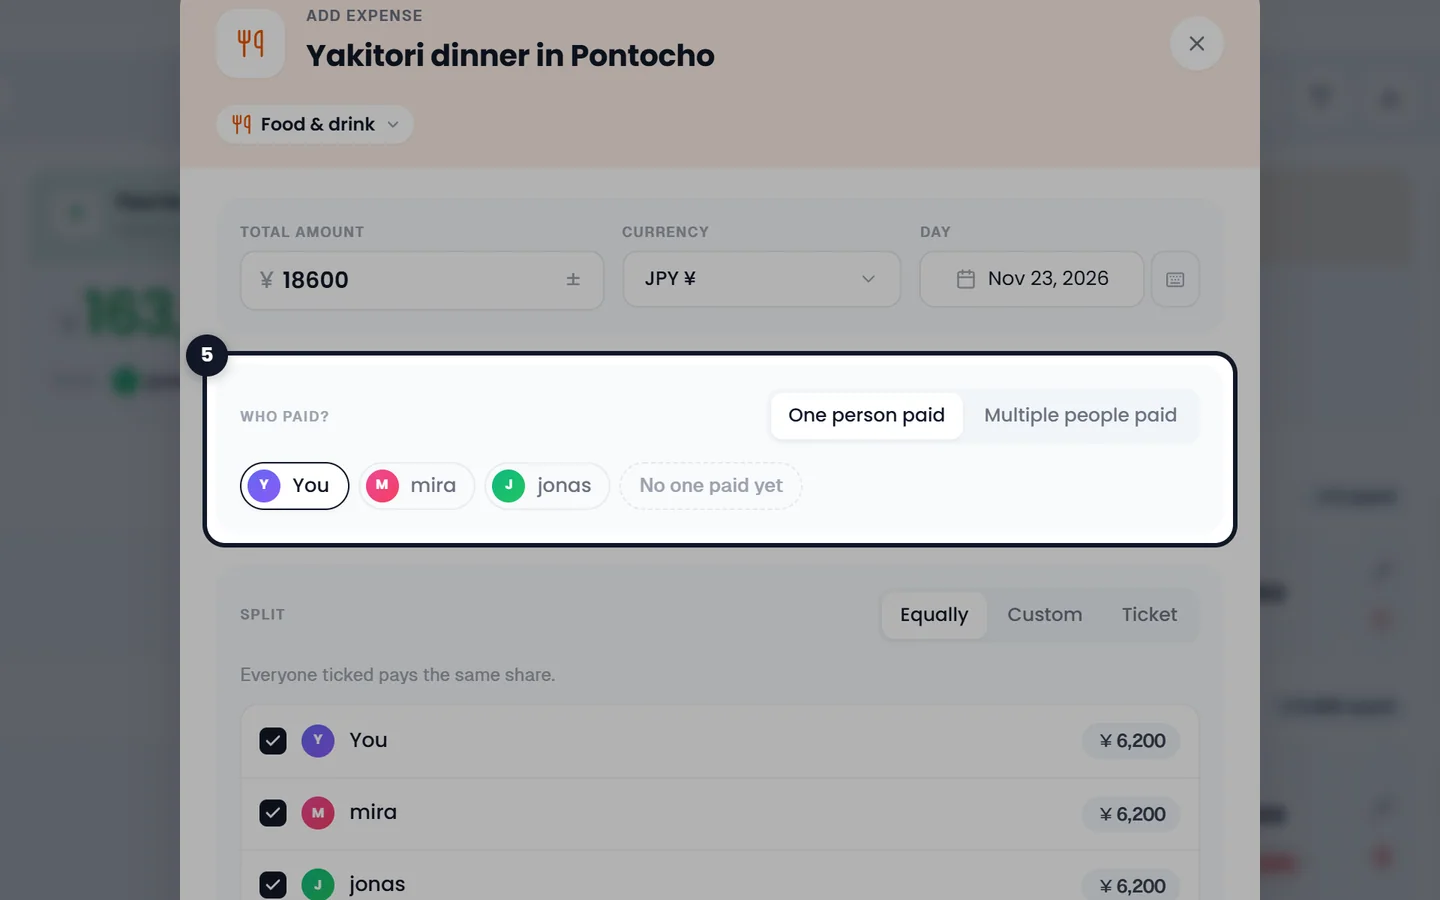 ADD EXPENSE
Yakitori dinner in Pontocho
Food & drink
TOTAL AMOUNT
CURRENCY
DAY
¥ 18600 ±
JPY ¥
Nov 23, 2026
5
WHO PAID?
One person paid
Multiple people paid
Y You
M mira
J jonas
No one paid yet
SPLIT
Equally
Custom
Ticket
Everyone ticked pays the same share.
Y You ¥ 6,200
M mira ¥ 6,200
J jonas ¥ 6,200
163,